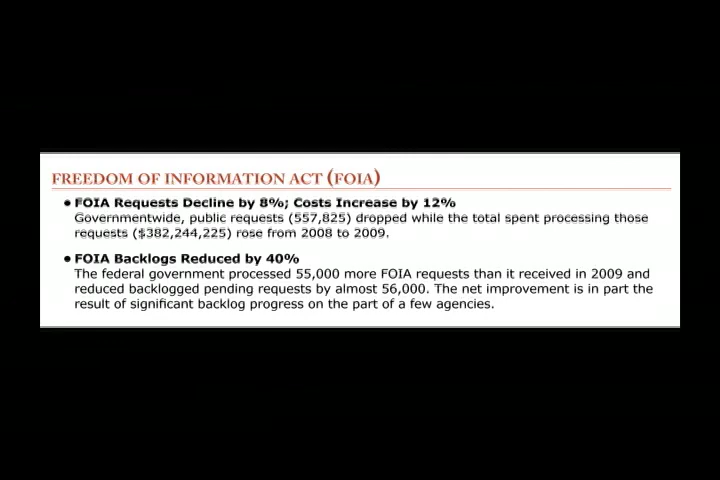 FREEDOM OF INFORMATION ACT (FOIA)
• FOIA Requests Decline by 8%; Costs Increase by 12%
Governmentwide, public requests (557,825) dropped while the total spent processing those
requests ($382,244,225) rose from 2008 to 2009.
• FOIA Backlogs Reduced by 40%
The federal government processed 55,000 more FOIA requests than it received in 2009 and
reduced backlogged pending requests by almost 56,000. The net improvement is in part the
result of significant backlog progress on the part of a few agencies.